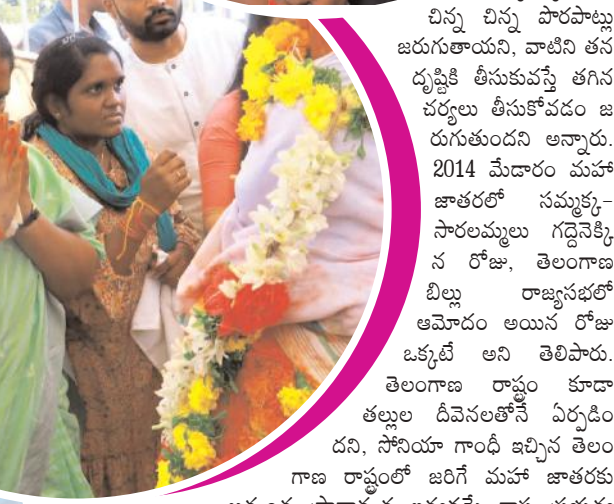 చిన్న చిన్న పొరపాట్లు
జరుగుతాయని, వాటిని తన
దృష్టికి తీసుకువస్తే తగిన
చర్యలు తీసుకోవడం జ
రుగుతుందని అన్నారు.
2014 మేడారం మహా
జాతరలో సమ్మక్క-
సారలమ్మలు గద్దెనెక్కి
న రోజు, తెలంగాణ
బిల్లు రాజ్యసభలో
ఆమోదం అయిన రోజు
ఒక్కటే అని తెలిపారు.
తెలంగాణ రాష్ట్రం కూడా
తల్లుల దీవెనలతోనే ఏర్పడిం
దని, సోనియా గాంధీ ఇచ్చిన తెలం
గాణ రాష్ట్రంలో జరిగే మహా జాతరకు